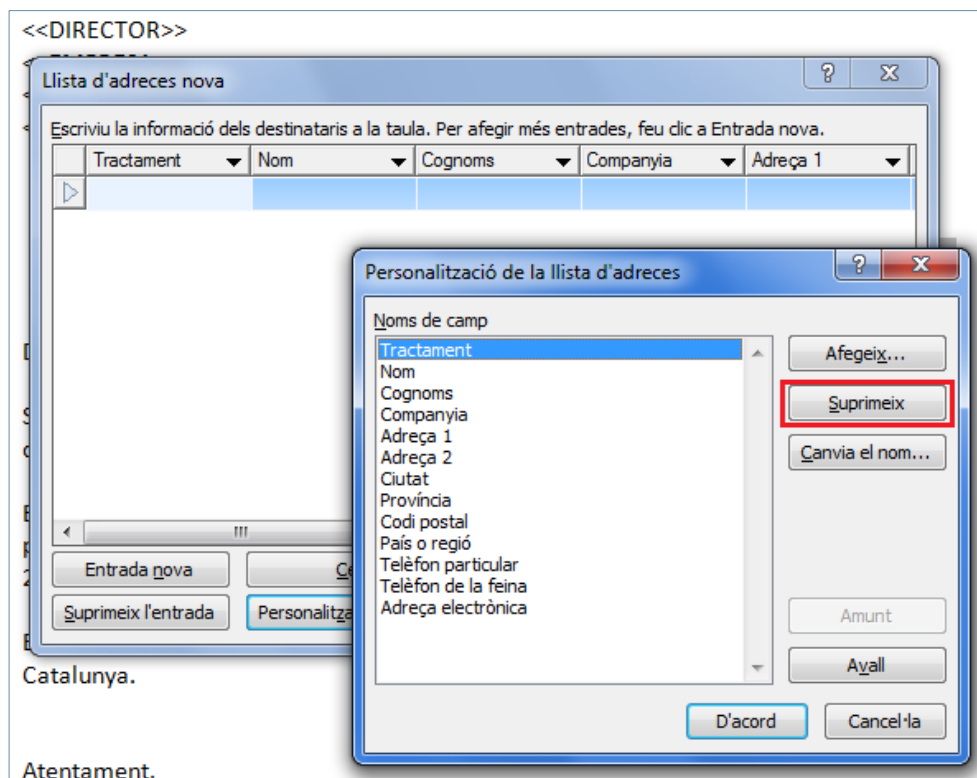 <<DIRECTOR>>
Llista d'adreces nova
Escriviu la informació dels destinataris a la taula. Per afegir més entrades, feu clic a Entrada nova.
Tractament Nom Cognoms Companyia Adreça 1
Personalització de la llista d'adreces
Noms de camp
Tractament
Nom
Cognoms
Companyia
Adreça 1
Adreça 2
Ciutat
Província
Codi postal
País o regió
Telèfon particular
Telèfon de la feina
Adreça electrònica
Afegeix...
Suprimeix
Canvia el nom...
Amunt
Avall
D'acord Cancel·la
Entrada nova
Suprimeix l'entrada
Catalunya.
Atentament.